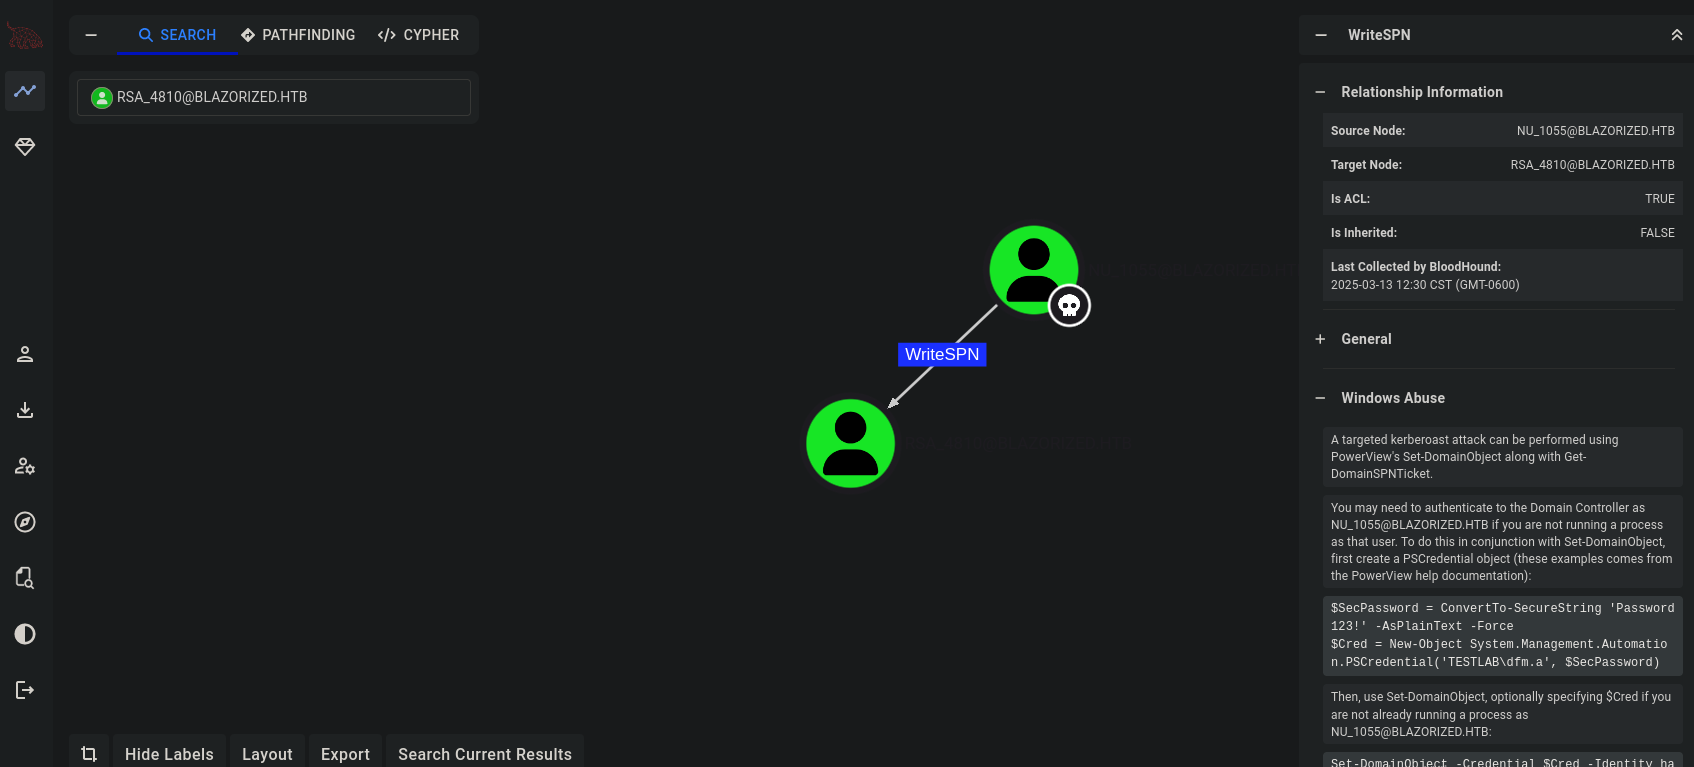 SEARCH
PATHFINDING
CYPHER
RSA_4810@BLAZORIZED.HTB
WriteSPN
Hide Labels
Layout
Export
Search Current Results
WriteSPN
Relationship Information
Source Node: NU_1055@BLAZORIZED.HTB
Target Node: RSA_4810@BLAZORIZED.HTB
Is ACL: TRUE
Is Inherited: FALSE
Last Collected by BloodHound:
2025-03-13 12:30 CST (GMT-0600)
General
Windows Abuse
A targeted kerberoast attack can be performed using
PowerView's Set-DomainObject along with Get-
DomainSPNTicket.
You may need to authenticate to the Domain Controller as
NU_1055@BLAZORIZED.HTB if you are not running a process
as that user. To do this in conjunction with Set-DomainObject,
first create a PSCredential object (these examples comes from
the PowerView help documentation):
$SecPassword = ConvertTo-SecureString 'Password
123!' -AsPlainText -Force
$Cred = New-Object System.Management.Automatio
n.PSCredential('TESTLAB\dfm.a', $SecPassword)
Then, use Set-DomainObject, optionally specifying $Cred if you
are not already running a process as
NU_1055@BLAZORIZED.HTB:
Set-DomainObject -Credential $Cred -Identity ha